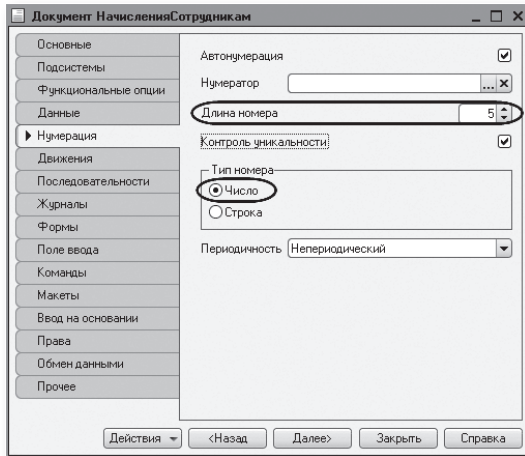 Документ НачисленияСотрудникам
Основные
Подсистемы
Функциональные опции
Данные
Нумерация
Движения
Последовательности
Журналы
Формы
Поле ввода
Команды
Макеты
Ввод на основании
Права
Обмен данными
Прочее
Автонумерация
Нумератор
...
Длина номера 5
Контроль уникальности
Тип номера
Число
Строка
Периодичность Непериодический
Действия <Назад Далее> Закрыть Справка